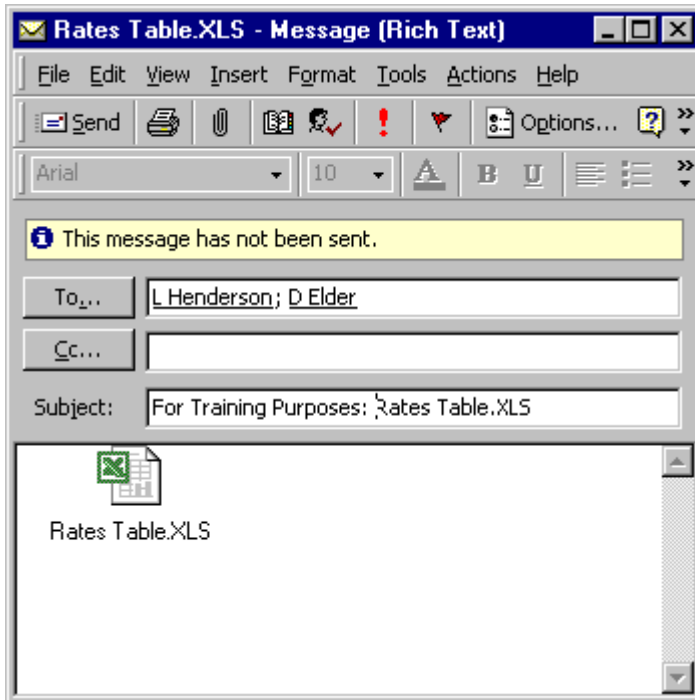 Rates Table.XLS - Message (Rich Text)
File Edit View Insert Format Tools Actions Help
Send Options...
Arial 10 A B U
This message has not been sent.
To... L Henderson; D Elder
Cc...
Subject: For Training Purposes: Rates Table.XLS
Rates Table.XLS